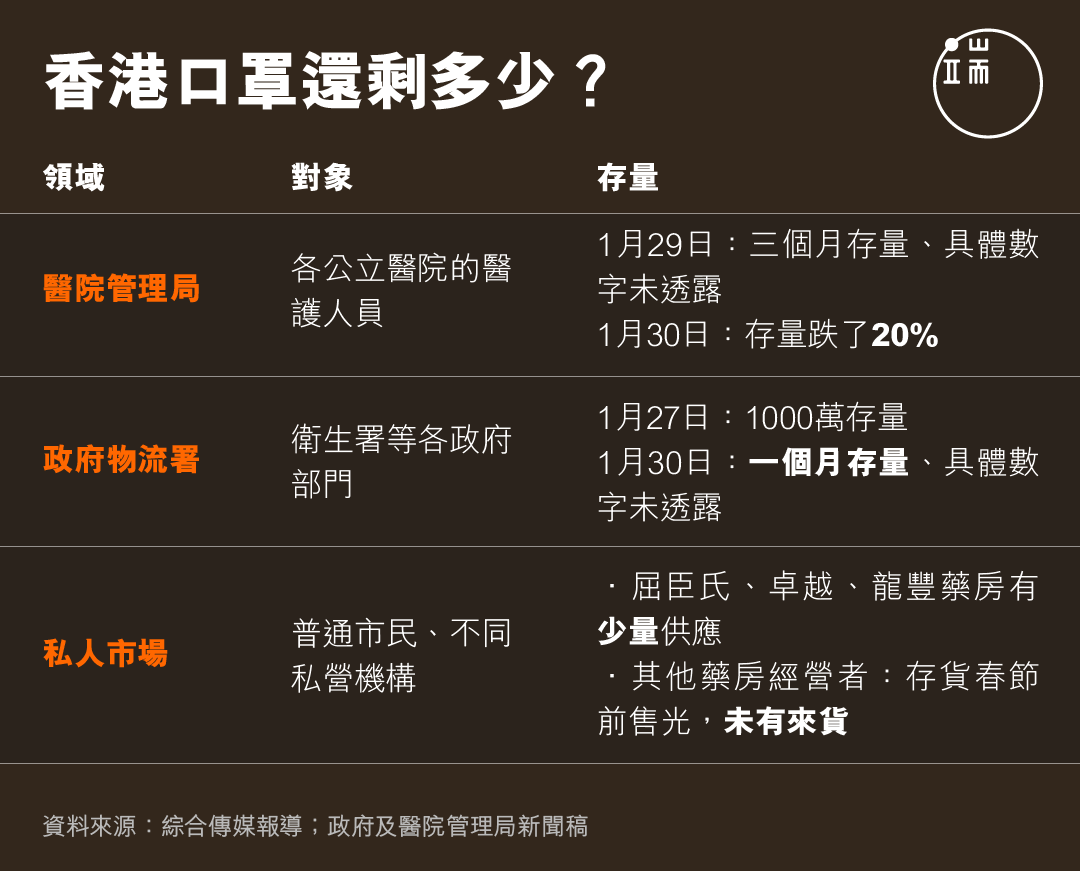 香港口罩還剩多少？
端
領域 對象 存量
醫院管理局
各公立醫院的醫
護人員
1月29日：三個月存量、具體數
字未透露
1月30日：存量跌了20%
政府物流署
衛生署等各政府
部門
1月27日：1000萬存量
1月30日：一個月存量、具體數
字未透露
私人市場
普通市民、不同
私營機構
．屈臣氏、卓越、龍豐藥房有
少量供應
．其他藥房經營者：存貨春節
前售光，未有來貨
資料來源：綜合傳媒報導；政府及醫院管理局新聞稿